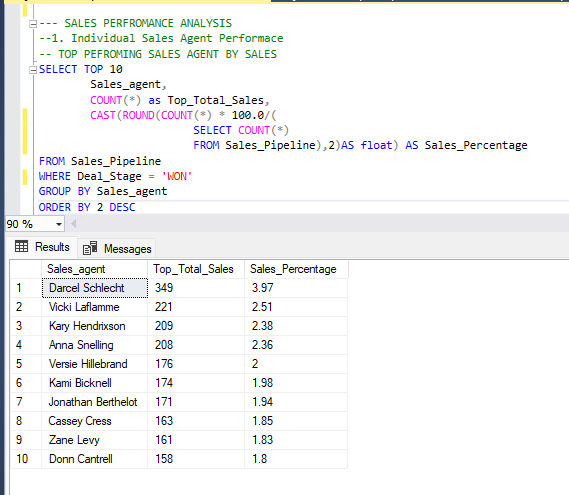 --- SALES PERFROMANCE ANALYSIS
--1. Individual Sales Agent Performace
-- TOP PEFROMING SALES AGENT BY SALES
SELECT TOP 10
Sales_agent,
COUNT(*) as Top_Total_Sales,
CAST(ROUND(COUNT(*) * 100.0/(
SELECT COUNT(*)
FROM Sales_Pipeline),2)AS float) AS Sales_Percentage
FROM Sales_Pipeline
WHERE Deal_Stage = 'WON'
GROUP BY Sales_agent
ORDER BY 2 DESC
90 %
Results Messages
Sales_agent Top_Total_Sales Sales_Percentage
1 Darcel Schlecht 349 3.97
2 Vicki Laflamme 221 2.51
3 Kary Hendrixson 209 2.38
4 Anna Snelling 208 2.36
5 Versie Hillebrand 176 2
6 Kami Bicknell 174 1.98
7 Jonathan Berthelot 171 1.94
8 Cassey Cress 163 1.85
9 Zane Levy 161 1.83
10 Donn Cantrell 158 1.8